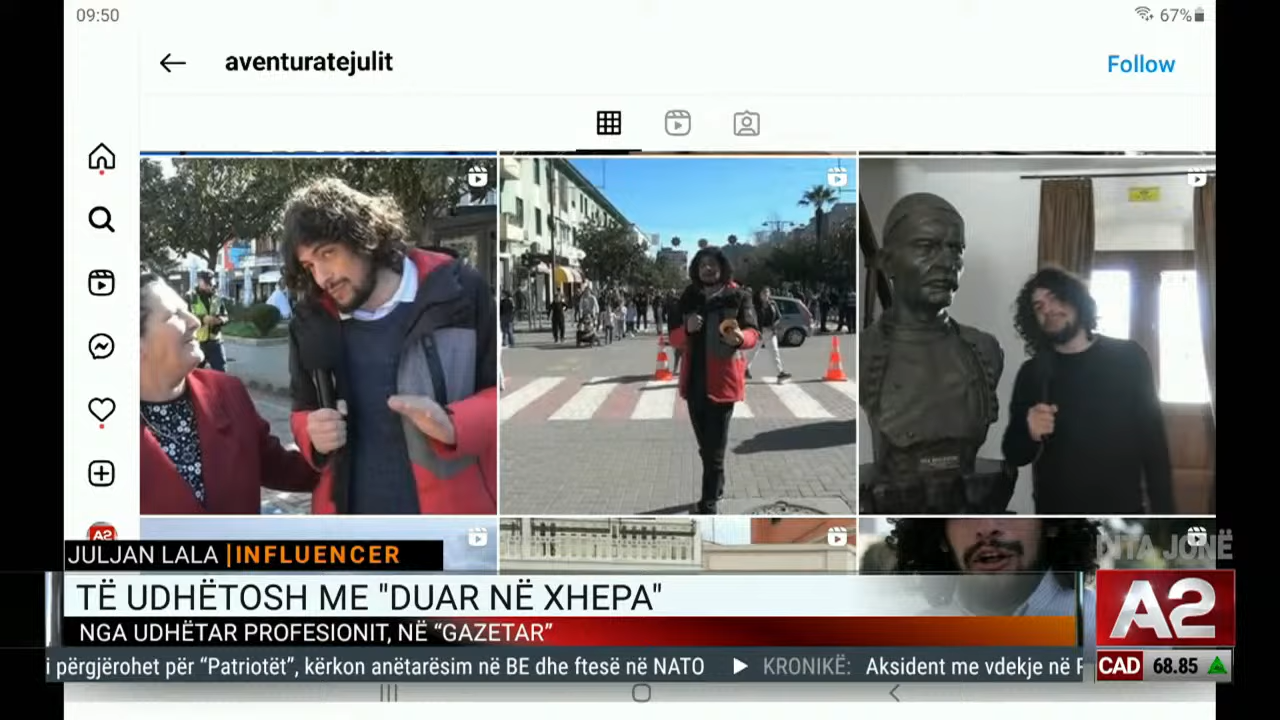 09:50
67%
aventuratejulit
Follow
A2
JULJAN LALA |INFLUENCER
DITA JONË
TË UDHËTOSH ME "DUAR NË XHEPA"
A2
NGA UDHËTAR PROFESIONIT, NË “GAZETAR”
i përgjërohet për “Patriotët”, kërkon anëtarësim në BE dhe ftesë në NATO ▶ KRONIKË: Aksident me vdekje në
CAD 68.85